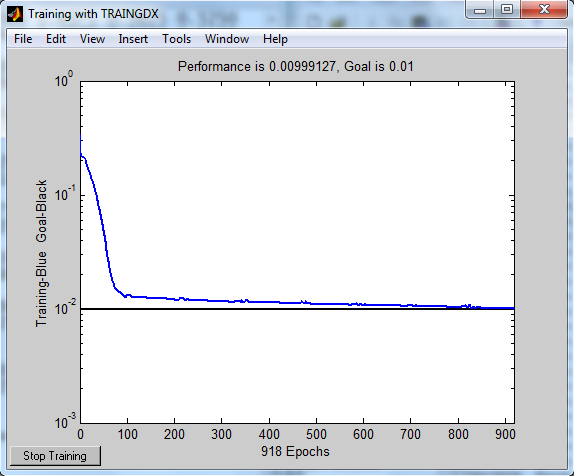 Training with TRAINGDX
File Edit View Insert Tools Window Help
Performance is 0.00999127, Goal is 0.01
10^0
10^-1
10^-2
10^-3
Training-Blue Goal-Black
0 100 200 300 400 500 600 700 800 900
918 Epochs
Stop Training